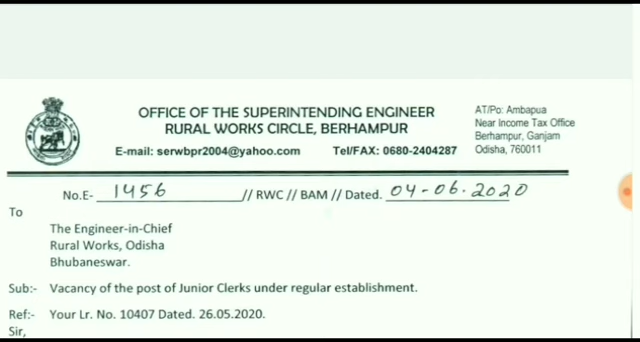 OFFICE OF THE SUPERINTENDING ENGINEER
RURAL WORKS CIRCLE, BERHAMPUR
E-mail: serwbpr2004@yahoo.com Tel/FAX: 0680-2404287
AT/Po: Ambapua
Near Income Tax Office
Berhampur, Ganjam
Odisha, 760011
No.E- 1456 // RWC // BAM // Dated. 04-06.2020
To
The Engineer-in-Chief
Rural Works, Odisha
Bhubaneswar.
Sub:- Vacancy of the post of Junior Clerks under regular establishment.
Ref:- Your Lr. No. 10407 Dated. 26.05.2020.
Sir,